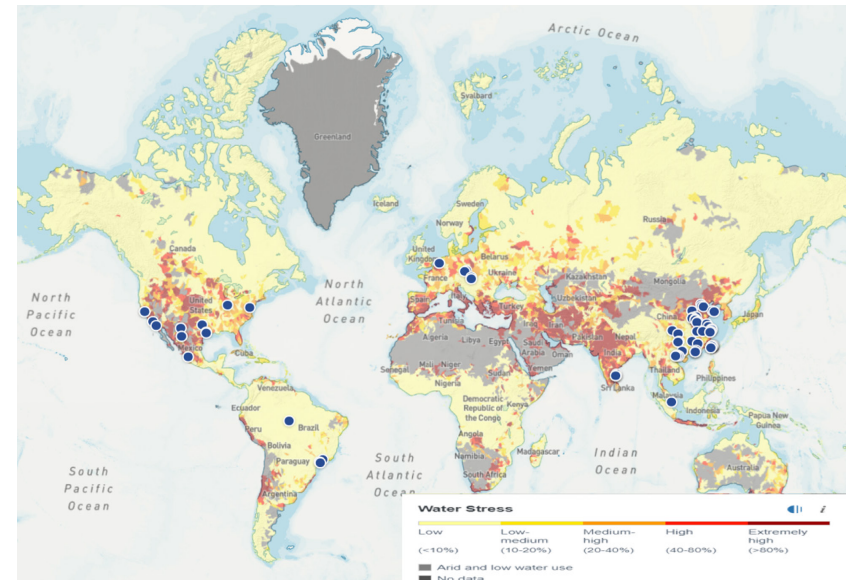 Arctic Ocean
Svalbard
Greenland
Iceland
Sweden
Norway
Russia
Canada
United
Kingdom
Belarus
Ukraine
France
Kazakhstan
Mongolia
North
Pacific
Ocean
United
States
North
Atlantic
Ocean
Spain
Italy
Turkey
Uzbekistan
China
Japan
Tunisia
Iraq
Iran
Pakistan
Nepal
Mexico
Cuba
Algeria
Libya
Egypt
Saudi
Arabia
Oman
India
Senegal
Mali
Niger
Sudan
Yemen
Thailand
Philippines
Venezuela
Nigeria
Sri Lanka
Malaysia
Ecuador
Democratic
Republic of
the Congo
Kenya
Indonesia
Papua New
Guinea
Peru
Brazil
Bolivia
Angola
Indian
Ocean
South
Pacific
Ocean
Paraguay
South
Atlantic
Ocean
Namibia
Madagascar
Australia
South Africa
Argentina
Water Stress
i
Low
(<10%)
Low-
medium
(10-20%)
Medium-
high
(20-40%)
High
(40-80%)
Extremely
high
(>80%)
Arid and low water use
No data